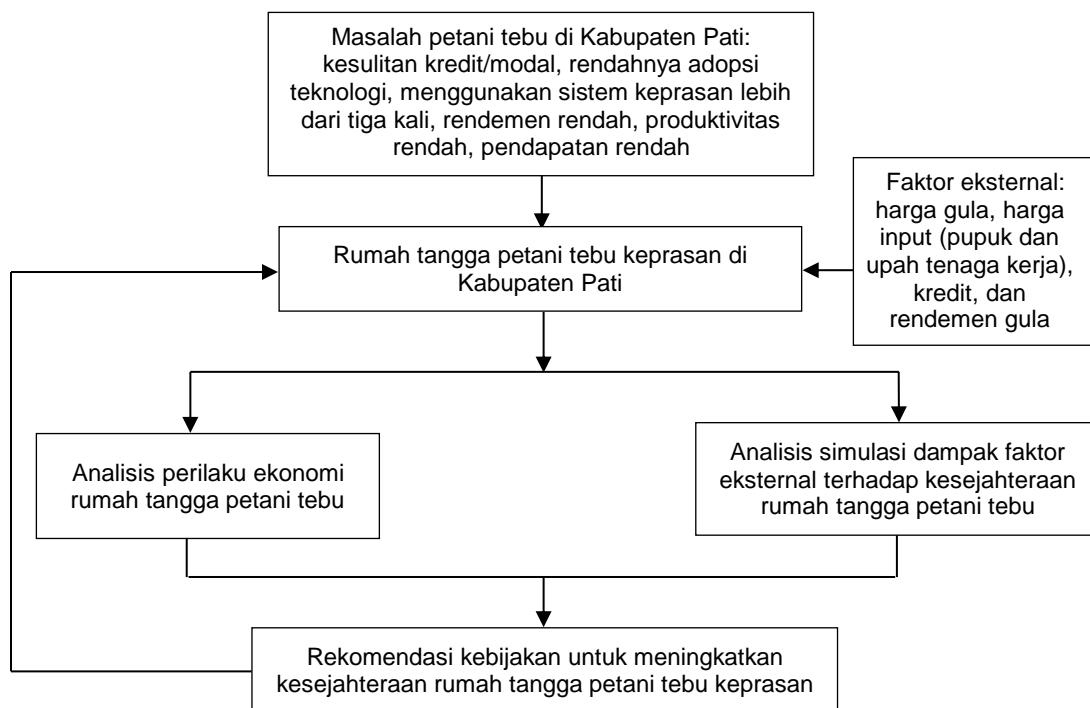 Masalah petani tebu di Kabupaten Pati:
kesulitan kredit/modal, rendahnya adopsi
teknologi, menggunakan sistem keprasan lebih
dari tiga kali, rendemen rendah, produktivitas
rendah, pendapatan rendah
Faktor eksternal:
harga gula, harga
input (pupuk dan
upah tenaga kerja),
kredit, dan
rendemen gula
Rumah tangga petani tebu keprasan di
Kabupaten Pati
Analisis perilaku ekonomi
rumah tangga petani tebu
Analisis simulasi dampak faktor
eksternal terhadap kesejahteraan
rumah tangga petani tebu
Rekomendasi kebijakan untuk meningkatkan
kesejahteraan rumah tangga petani tebu keprasan